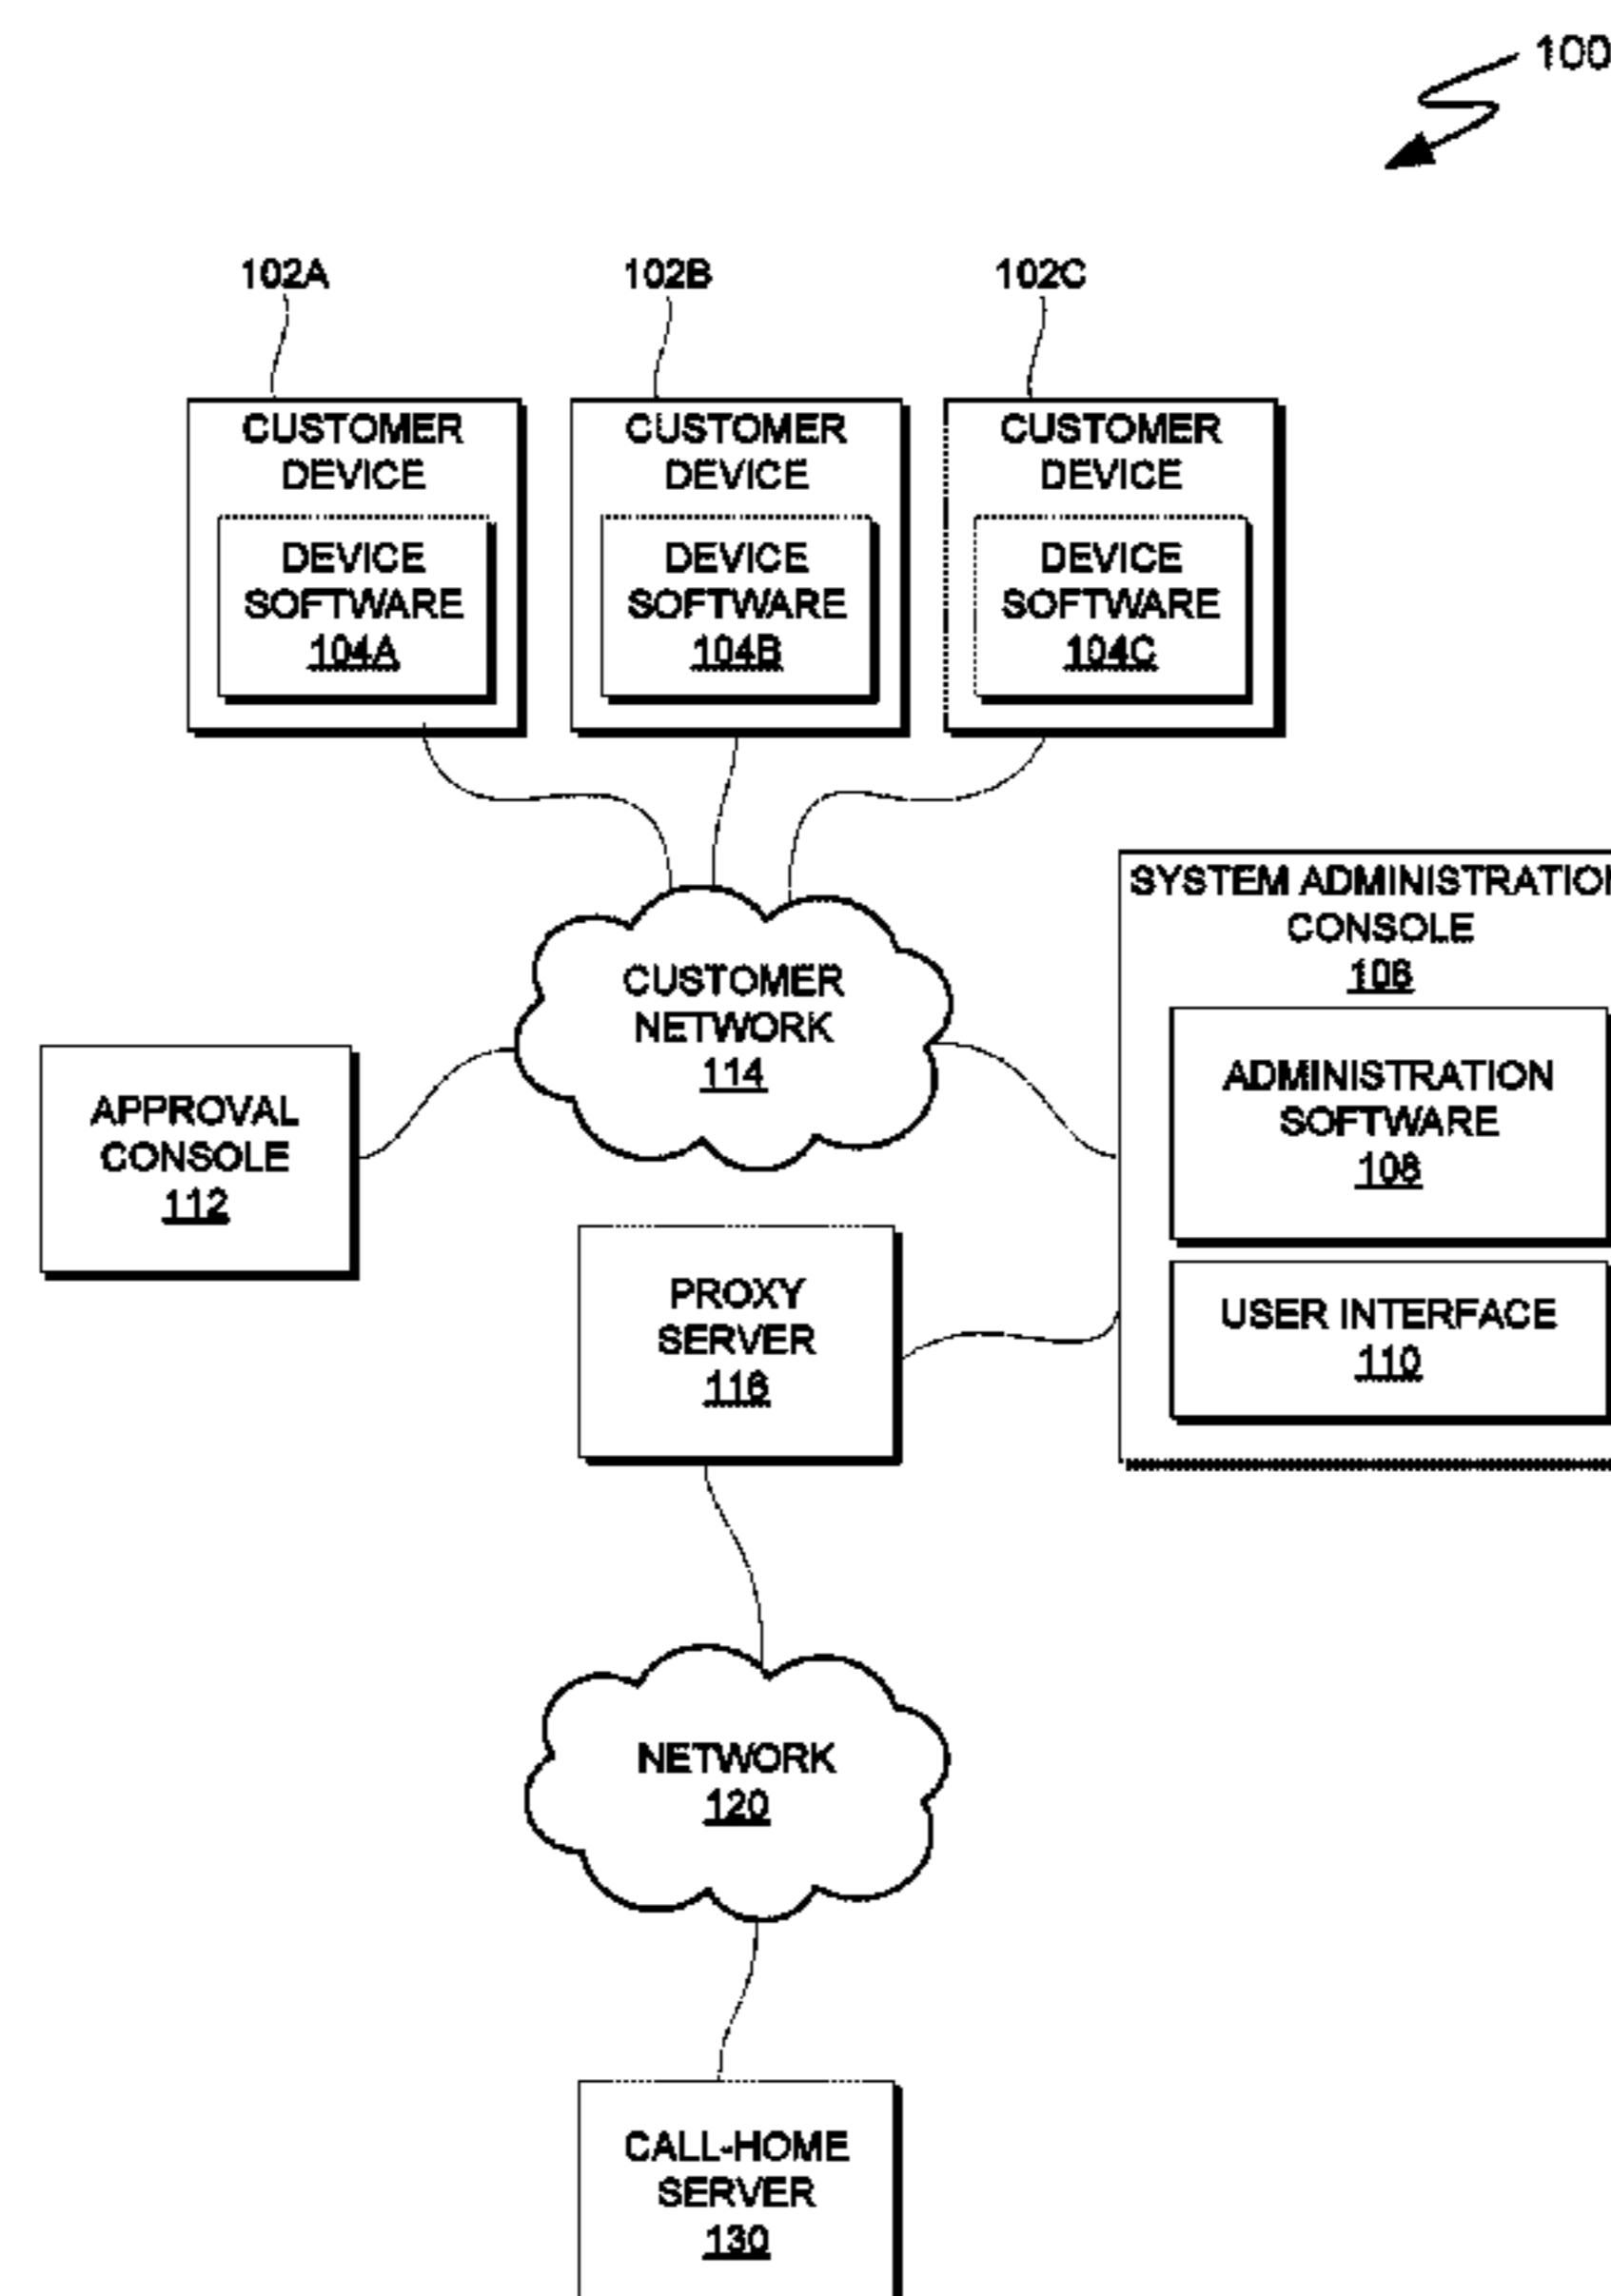 100
102A
102B
102C
CUSTOMER
DEVICE
DEVICE
SOFTWARE
104A
CUSTOMER
DEVICE
DEVICE
SOFTWARE
104B
CUSTOMER
DEVICE
DEVICE
SOFTWARE
104C
SYSTEM ADMINISTRATION
CONSOLE
106
ADMINISTRATION
SOFTWARE
108
USER INTERFACE
110
CUSTOMER
NETWORK
114
APPROVAL
CONSOLE
112
PROXY
SERVER
116
NETWORK
120
CALL-HOME
SERVER
130